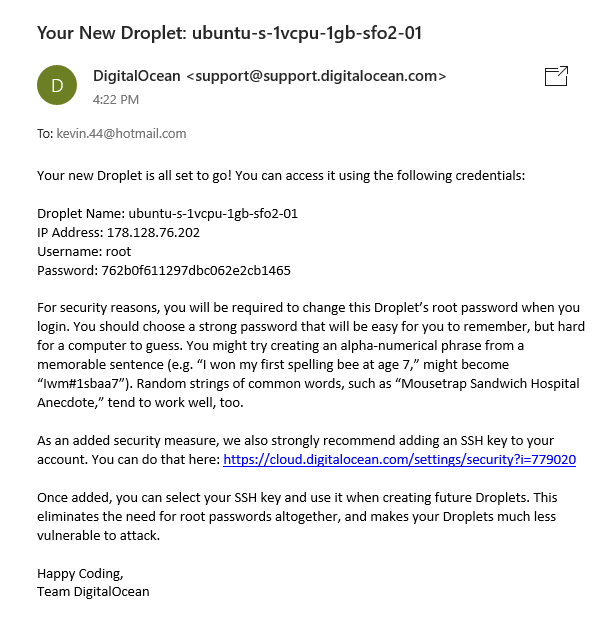 Your New Droplet: ubuntu-s-1vcpu-1gb-sfo2-01
D
DigitalOcean <support@support.digitalocean.com>
4:22 PM
To: kevin.44@hotmail.com
Your new Droplet is all set to go! You can access it using the following credentials:
Droplet Name: ubuntu-s-1vcpu-1gb-sfo2-01
IP Address: 178.128.76.202
Username: root
Password: 762b0f611297dbc062e2cb1465
For security reasons, you will be required to change this Droplet’s root password when you
login. You should choose a strong password that will be easy for you to remember, but hard
for a computer to guess. You might try creating an alpha-numerical phrase from a
memorable sentence (e.g. “I won my first spelling bee at age 7,” might become
“Iwm#1sbaa7”). Random strings of common words, such as “Mousetrap Sandwich Hospital
Anecdote,” tend to work well, too.
As an added security measure, we also strongly recommend adding an SSH key to your
account. You can do that here: https://cloud.digitalocean.com/settings/security?i=779020
Once added, you can select your SSH key and use it when creating future Droplets. This
eliminates the need for root passwords altogether, and makes your Droplets much less
vulnerable to attack.
Happy Coding,
Team DigitalOcean